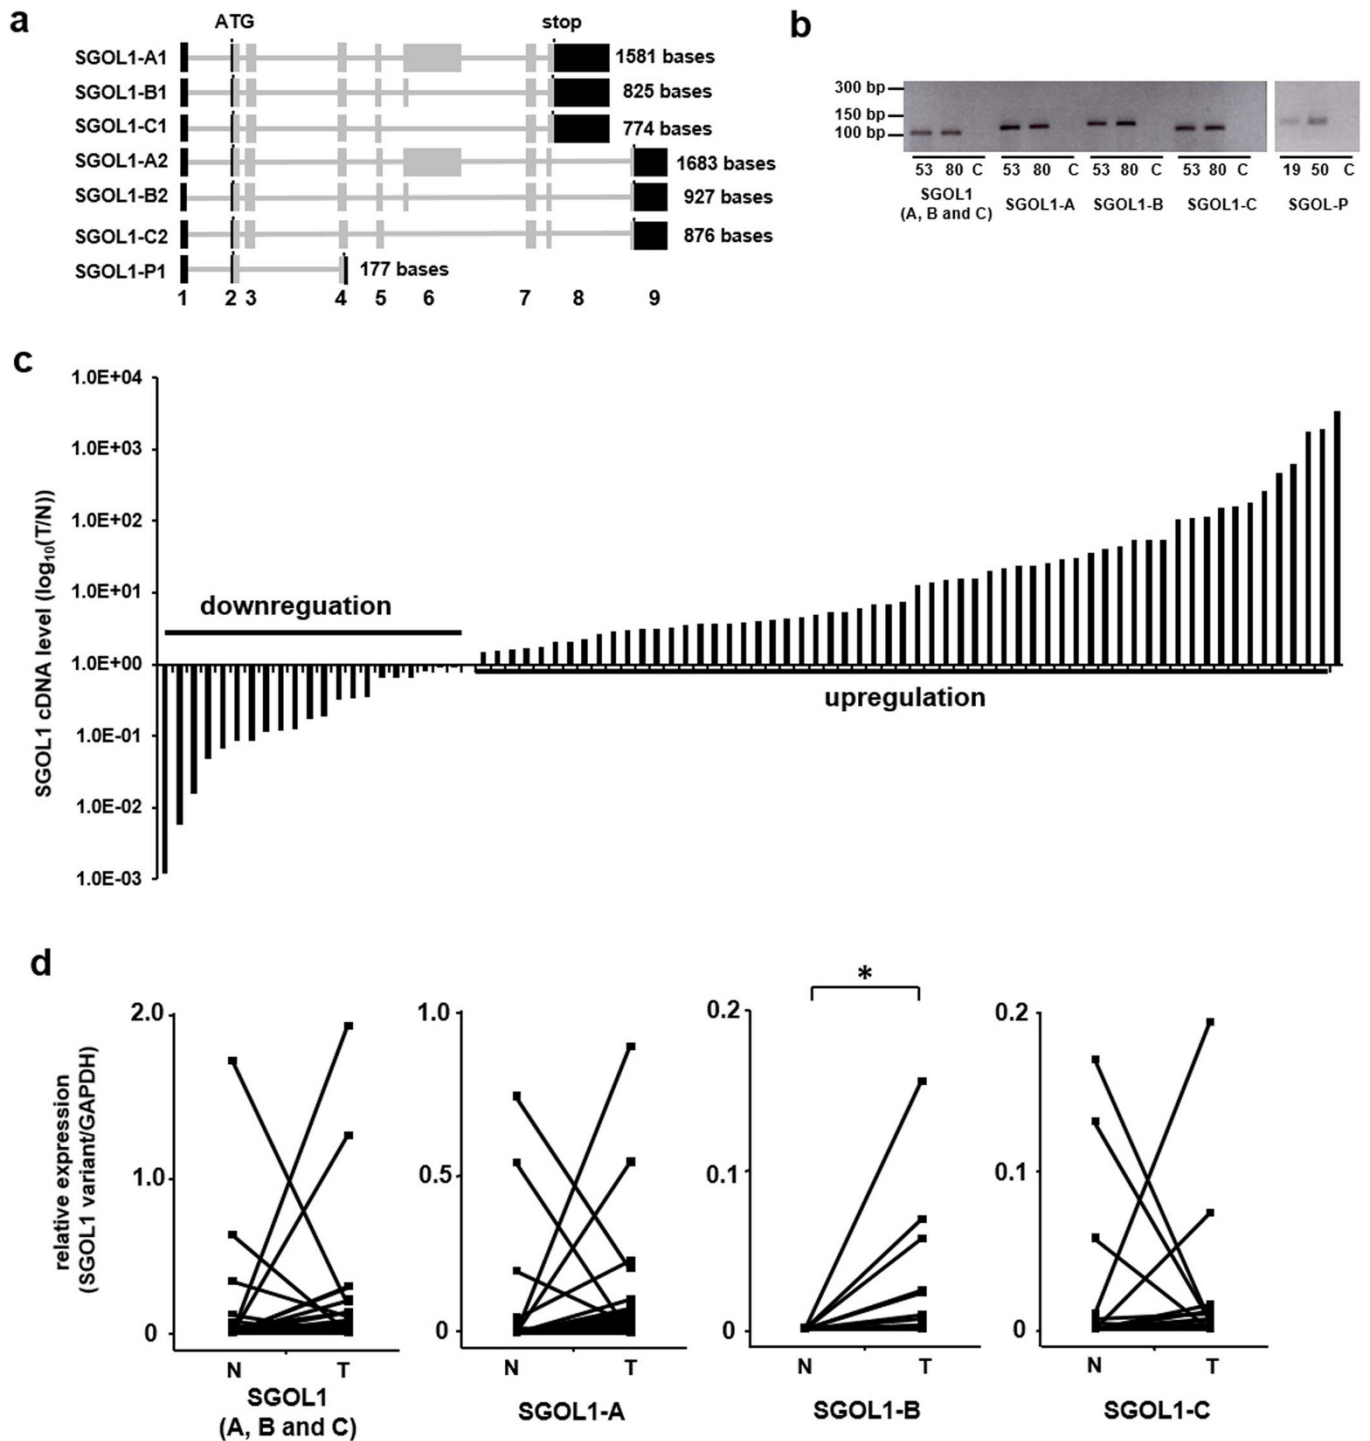 a
ATG
stop
SGOL1-A1
1581 bases
SGOL1-B1
825 bases
SGOL1-C1
774 bases
SGOL1-A2
1683 bases
SGOL1-B2
927 bases
SGOL1-C2
876 bases
SGOL1-P1
177 bases
1 2 3 4 5 6 7 8 9
b
300 bp
150 bp
100 bp
53 80 C 53 80 C 53 80 C 53 80 C 19 50 C
SGOL1
(A, B and C)
SGOL1-A
SGOL1-B
SGOL1-C
SGOL-P
c
SGOL1 cDNA level (log10(T/N))
1.0E+04
1.0E+03
1.0E+02
1.0E+01
1.0E+00
1.0E-01
1.0E-02
1.0E-03
downreguation
upregulation
d
relative expression
(SGOL1 variant/GAPDH)
2.0
1.0
0
N T
SGOL1
(A, B and C)
1.0
0.5
0
N T
SGOL1-A
*
0.2
0.1
0
N T
SGOL1-B
0.2
0.1
0
N T
SGOL1-C